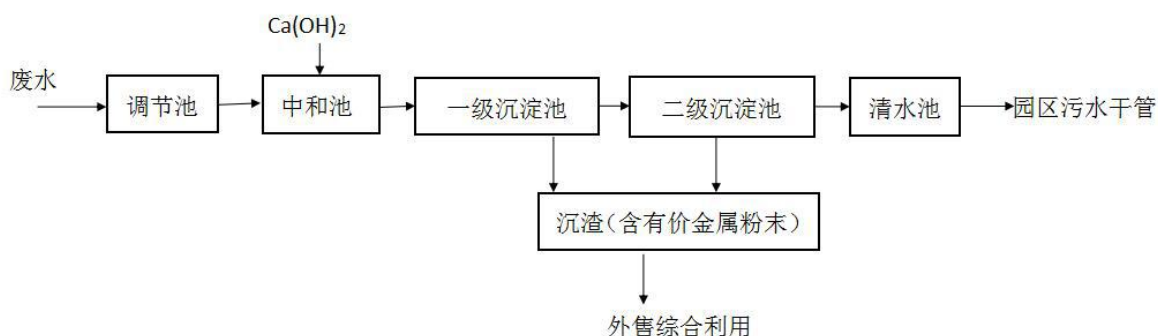 Ca(OH)₂
废水
调节池
中和池
一级沉淀池
二级沉淀池
清水池
园区污水干管
沉渣（含有价金属粉末）
外售综合利用